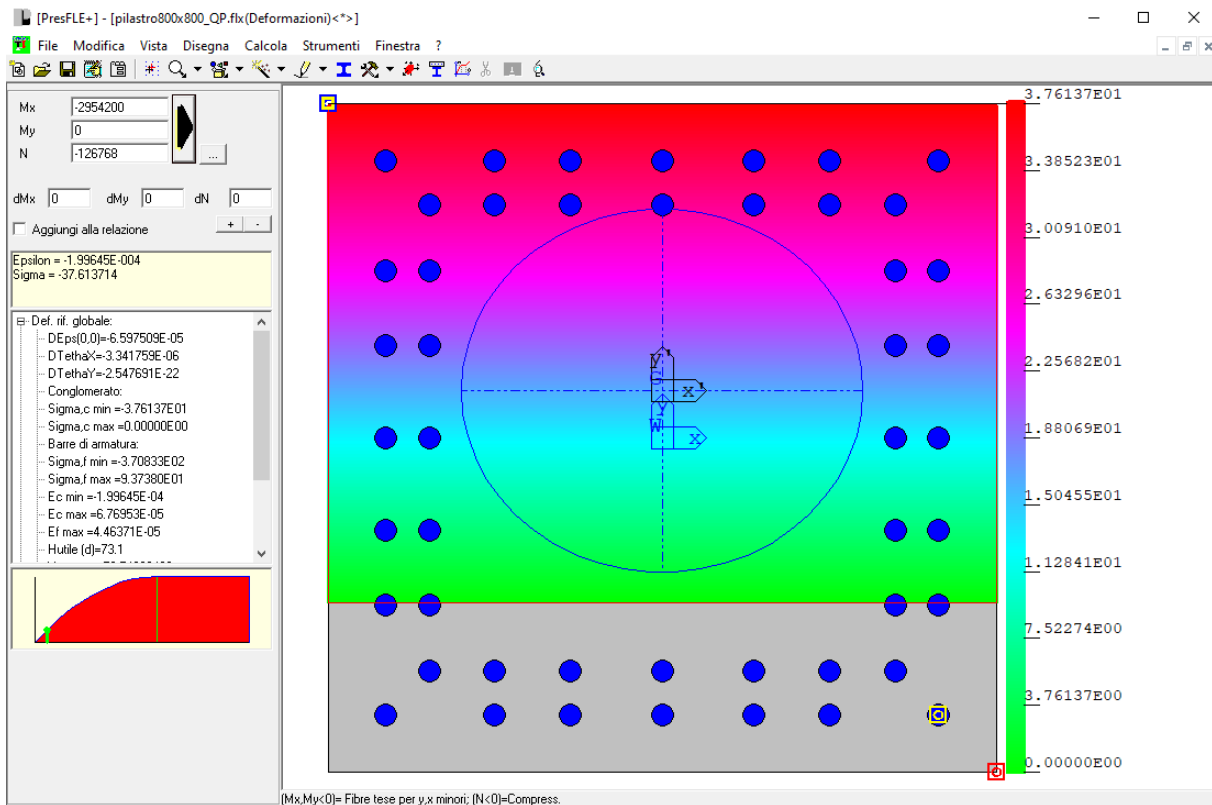 [PresFLE+] - [pilastro800x800_QP.flx(Deformazioni)<*>]
File Modifica Vista Disegna Calcola Strumenti Finestra ?
Mx -2954200
My 0
N -126768
...
dMx 0 dMy 0 dN 0
Aggiungi alla relazione + -
Epsilon = -1.99645E-004
Sigma = -37.613714
Def. rif. globale:
DEps(0,0)=-6.597509E-05
DTethaX=-3.341759E-06
DTethaY=-2.547691E-22
Conglomerato:
Sigma,c min =-3.76137E01
Sigma,c max =0.00000E00
Barre di armatura:
Sigma,f min =-3.70833E02
Sigma,f max =9.37380E01
Ec min =-1.99645E-04
Ec max =6.76953E-05
Ef max =4.46371E-05
Hutile (d)=73.1
y
G
x
y
W
x
3.76137E01
3.38523E01
3.00910E01
2.63296E01
2.25682E01
1.88069E01
1.50455E01
1.12841E01
7.52274E00
3.76137E00
0.00000E00
(Mx,My<0)= Fibre tese per y,x minori; (N<0)=Compress.